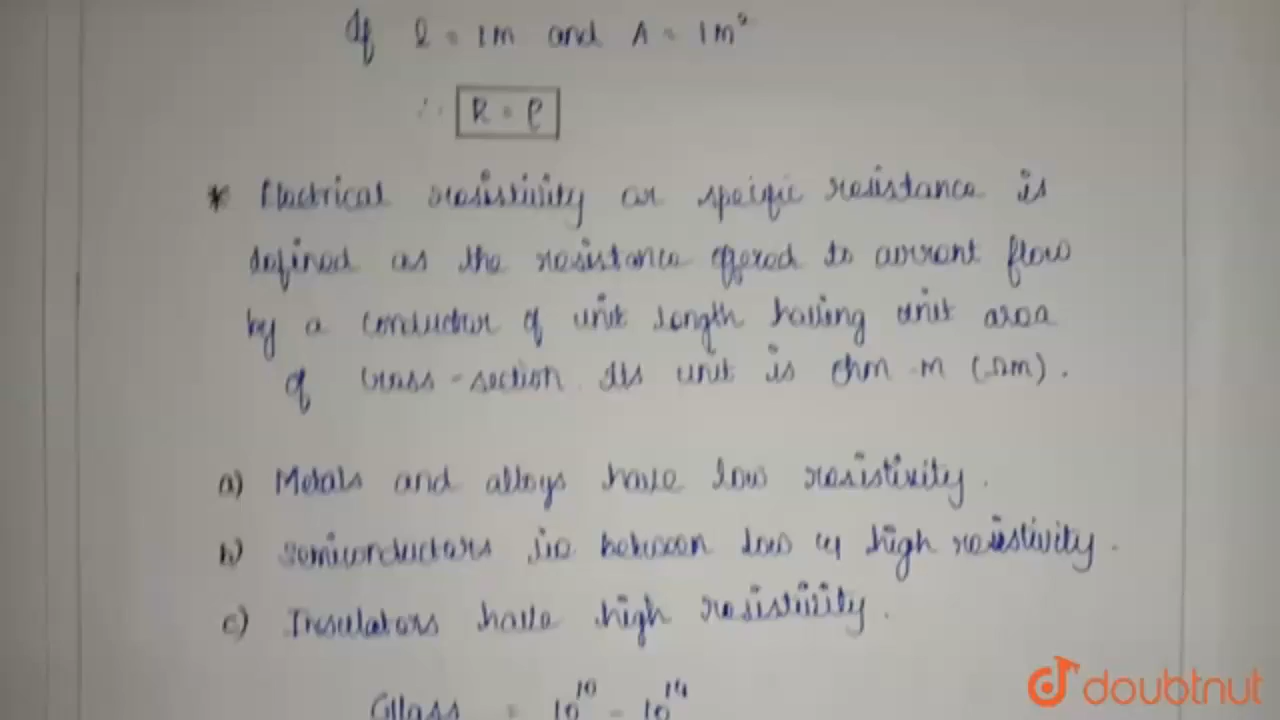 If l = 1m and A = 1m²
∴ R = ρ
* Electrical resistivity or specific resistance is
defined as the resistance offered to current flow
by a conductor of unit length having unit area
of cross-section. Its unit is ohm-m (Ωm).
a) Metals and alloys have low resistivity.
b) Semiconductors lie between low & high resistivity.
c) Insulators have high resistivity.
Glass = 10¹⁰ - 10¹⁴
doubtnut